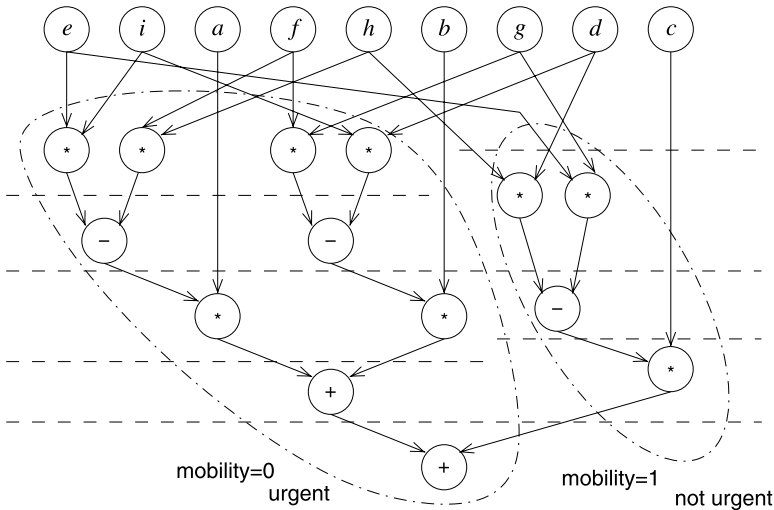 e i a f h b g d c
* * * *
* *
− −
* * −
*
+
+
mobility=0
urgent
mobility=1
not urgent